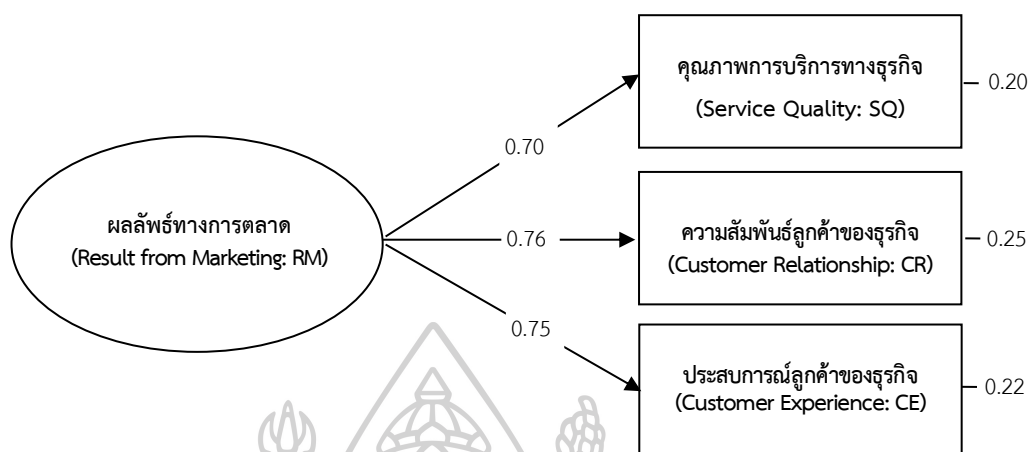 คุณภาพการบริการทางธุรกิจ
(Service Quality: SQ)
0.20
0.70
ผลลัพธ์ทางการตลาด
(Result from Marketing: RM)
0.76
ความสัมพันธ์ลูกค้าของธุรกิจ
(Customer Relationship: CR)
0.25
0.75
ประสบการณ์ลูกค้าของธุรกิจ
(Customer Experience: CE)
0.22